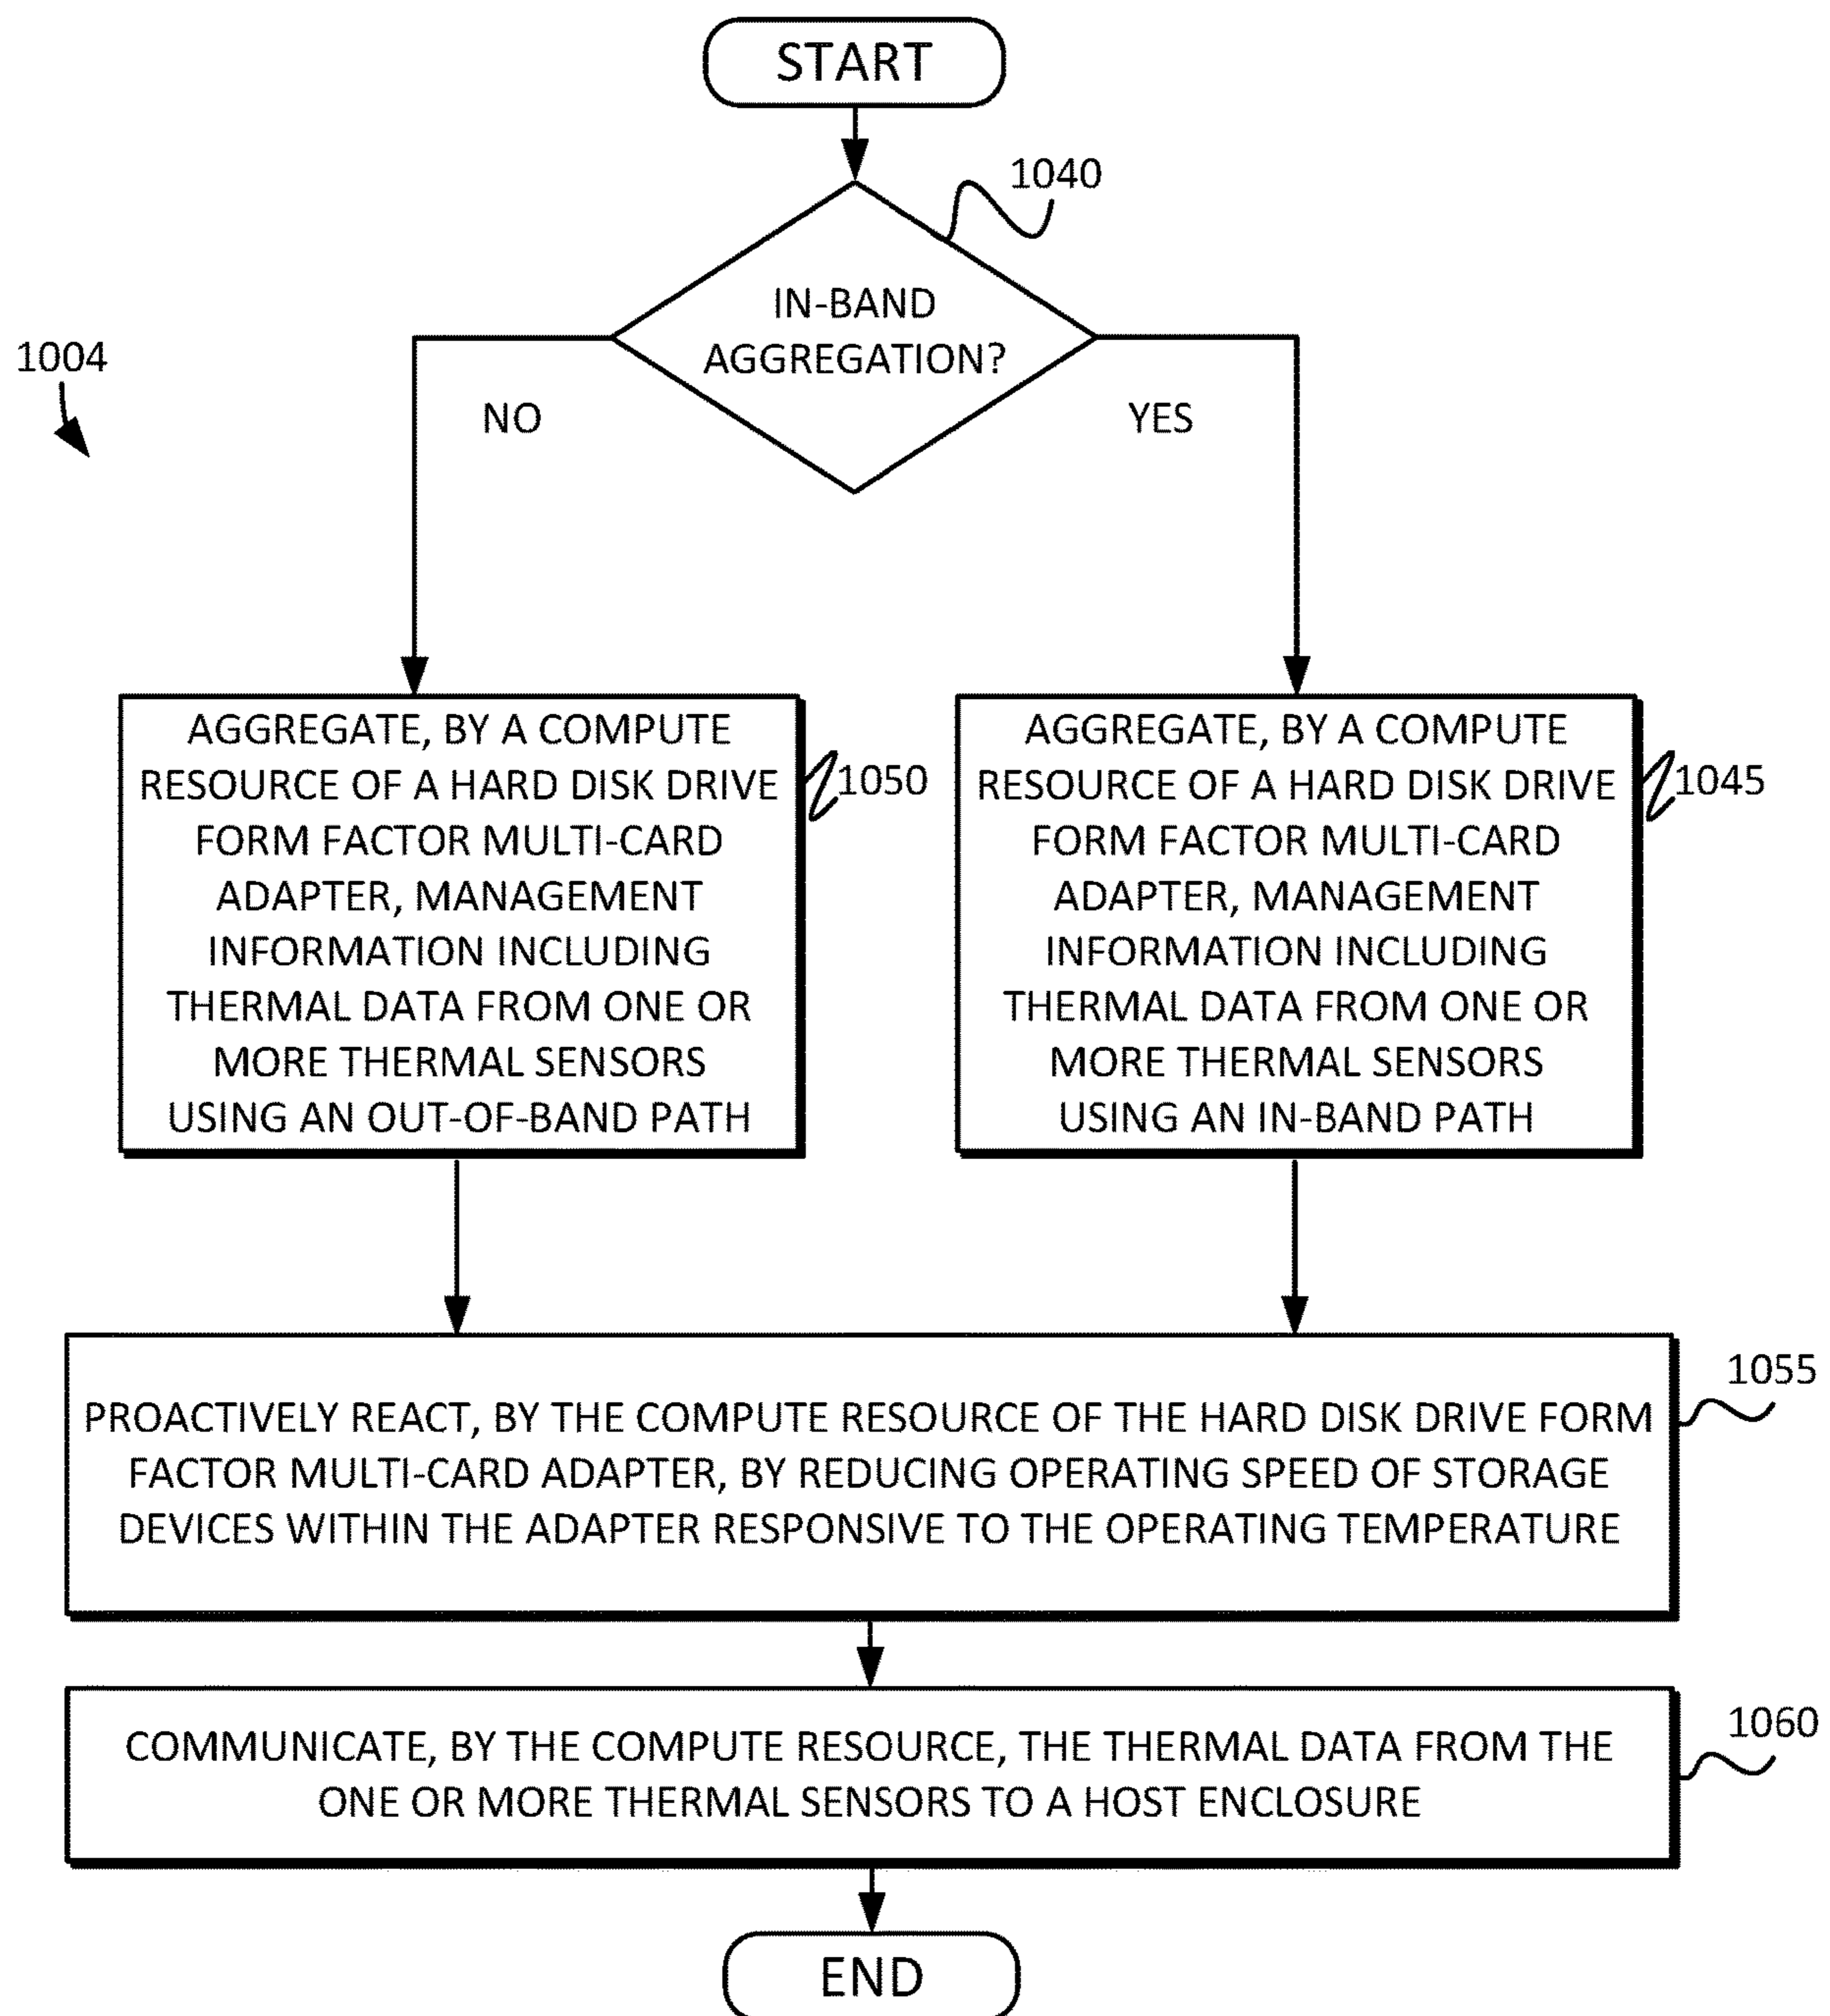 START
1040
IN-BAND
AGGREGATION?
1004
NO
YES
AGGREGATE, BY A COMPUTE
RESOURCE OF A HARD DISK DRIVE
FORM FACTOR MULTI-CARD
ADAPTER, MANAGEMENT
INFORMATION INCLUDING
THERMAL DATA FROM ONE OR
MORE THERMAL SENSORS
USING AN OUT-OF-BAND PATH
1050
AGGREGATE, BY A COMPUTE
RESOURCE OF A HARD DISK DRIVE
FORM FACTOR MULTI-CARD
ADAPTER, MANAGEMENT
INFORMATION INCLUDING
THERMAL DATA FROM ONE OR
MORE THERMAL SENSORS
USING AN IN-BAND PATH
1045
PROACTIVELY REACT, BY THE COMPUTE RESOURCE OF THE HARD DISK DRIVE FORM
FACTOR MULTI-CARD ADAPTER, BY REDUCING OPERATING SPEED OF STORAGE
DEVICES WITHIN THE ADAPTER RESPONSIVE TO THE OPERATING TEMPERATURE
1055
COMMUNICATE, BY THE COMPUTE RESOURCE, THE THERMAL DATA FROM THE
ONE OR MORE THERMAL SENSORS TO A HOST ENCLOSURE
1060
END